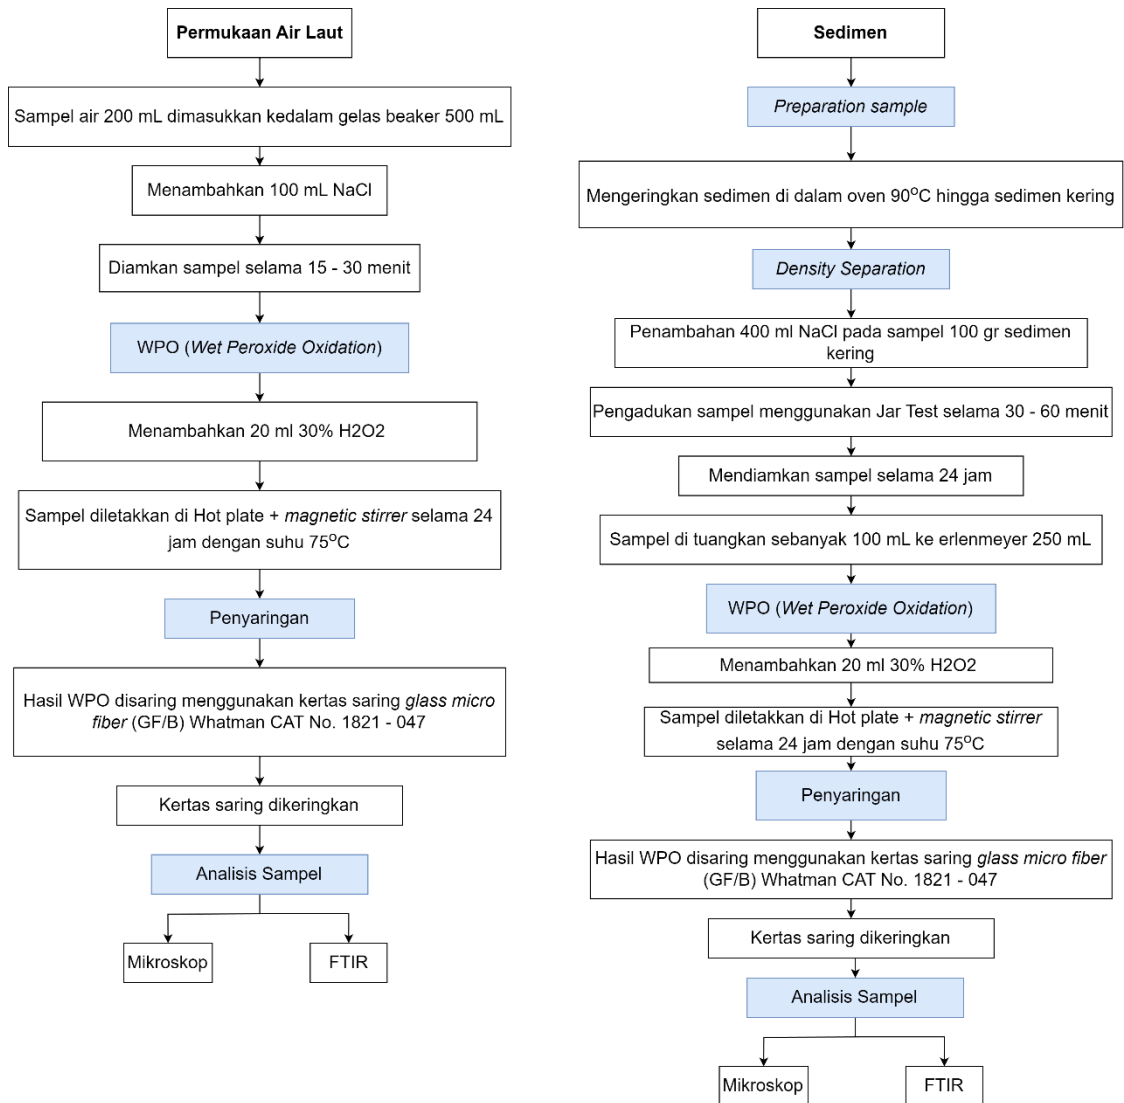 Permukaan Air Laut
Sampel air 200 mL dimasukkan kedalam gelas beaker 500 mL
Menambahkan 100 mL NaCl
Diamkan sampel selama 15 - 30 menit
WPO (Wet Peroxide Oxidation)
Menambahkan 20 ml 30% H2O2
Sampel diletakkan di Hot plate + magnetic stirrer selama 24
jam dengan suhu 75°C
Penyaringan
Hasil WPO disaring menggunakan kertas saring glass micro
fiber (GF/B) Whatman CAT No. 1821 - 047
Kertas saring dikeringkan
Analisis Sampel
Mikroskop
FTIR
Sedimen
Preparation sample
Mengeringkan sedimen di dalam oven 90°C hingga sedimen kering
Density Separation
Penambahan 400 ml NaCl pada sampel 100 gr sedimen
kering
Pengadukan sampel menggunakan Jar Test selama 30 - 60 menit
Mendiamkan sampel selama 24 jam
Sampel di tuangkan sebanyak 100 mL ke erlenmeyer 250 mL
WPO (Wet Peroxide Oxidation)
Menambahkan 20 ml 30% H2O2
Sampel diletakkan di Hot plate + magnetic stirrer
selama 24 jam dengan suhu 75°C
Penyaringan
Hasil WPO disaring menggunakan kertas saring glass micro fiber
(GF/B) Whatman CAT No. 1821 - 047
Kertas saring dikeringkan
Analisis Sampel
Mikroskop
FTIR